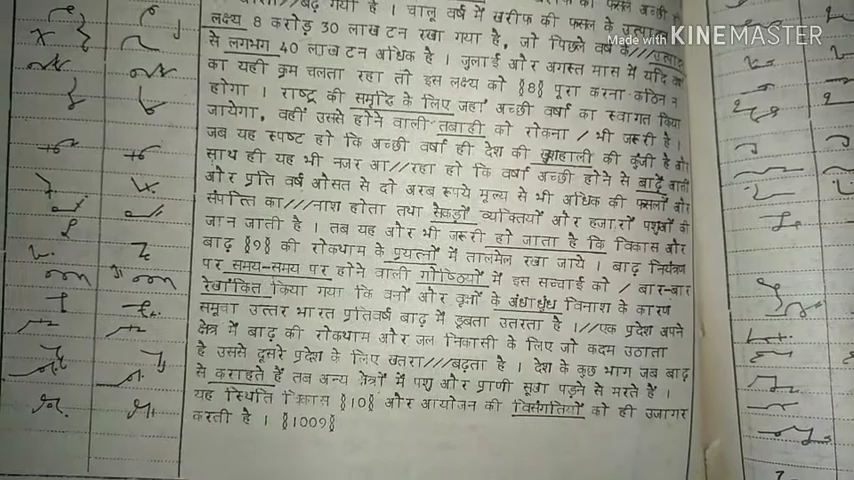 बढ़ गयी है । चालू वर्ष में खरीफ की फसल के
लक्ष्य 8 करोड़ 30 लाख टन रखा गया है, जो पिछले वर्ष के
से लगभग 40 लाख टन अधिक है । जुलाई और अगस्त मास में यदि
का यही क्रम चलता रहा तो इस लक्ष्य को §8§ पूरा करना कठिन न
होगा । राष्ट्र की समृद्धि के लिए जहाँ अच्छी वर्षा का स्वागत किया
जायेगा, वहीं उससे होने वाली तबाही को रोकना / भी जरूरी है ।
जब यह स्पष्ट हो कि अच्छी वर्षा ही देश की खुशहाली की कुंजी है और
साथ ही यह भी नजर आ//रहा हो कि वर्षा अच्छी होने से बाढ़ आती
और प्रति वर्ष औसत से दो अरब रूपये मूल्य से भी अधिक की फसलों और
संपत्ति का///नाश होता तथा सैकड़ों व्यक्तियों और हजारों पशुओं की
जान जाती है । तब यह और भी जरूरी हो जाता है कि विकास और
बाढ़ §9§ की रोकथाम के प्रयत्नों में तालमेल रखा जाये । बाढ़ नियंत्रण
पर समय-समय पर होने वाली गोष्ठियों में इस सच्चाई को / बार-बार
रेखांकित किया गया कि वनों और वृक्षों के अंधाधुंध विनाश के कारण
समूचा उत्तर भारत प्रतिवर्ष बाढ़ में डूबता उतरता है ।//एक प्रदेश अपने
क्षेत्र में बाढ़ की रोकथाम और जल निकासी के लिए जो कदम उठाता
है उससे दूसरे प्रदेश के लिए खतरा///बढ़ता है । देश के कुछ भाग जब बाढ़
से कराहते हैं तब अन्य क्षेत्रों में पशु और प्राणी सूखा पड़ने से मरते हैं ।
यह स्थिति विकास §10§ और आयोजन की विसंगतियों को ही उजागर
करती है । §1009§
Made with KINEMASTER